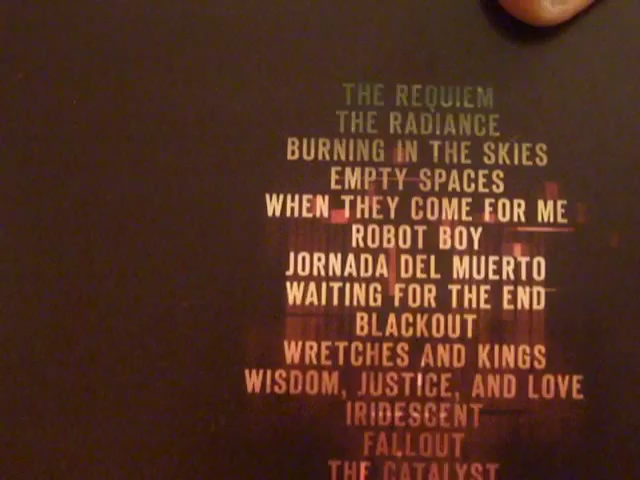 THE REQUIEM
THE RADIANCE
BURNING IN THE SKIES
EMPTY SPACES
WHEN THEY COME FOR ME
ROBOT BOY
JORNADA DEL MUERTO
WAITING FOR THE END
BLACKOUT
WRETCHES AND KINGS
WISDOM, JUSTICE, AND LOVE
IRIDESCENT
FALLOUT
THE CATALYST